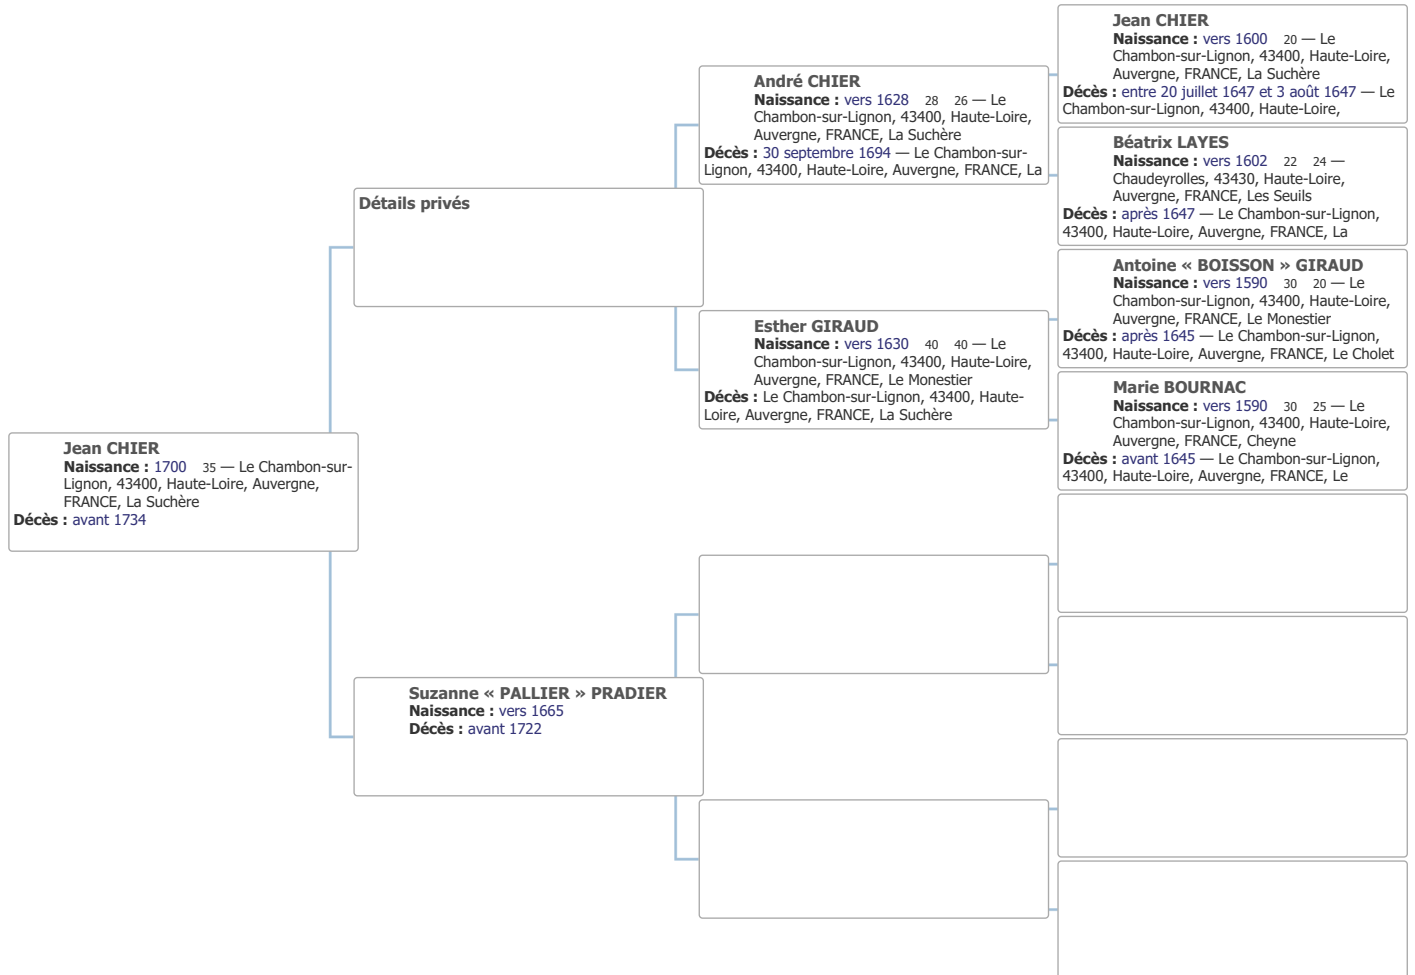 Jean CHIER
Naissance : vers 1600 20 — Le
Chambon-sur-Lignon, 43400, Haute-Loire,
Auvergne, FRANCE, La Suchère
Décès : entre 20 juillet 1647 et 3 août 1647 — Le
Chambon-sur-Lignon, 43400, Haute-Loire,
André CHIER
Naissance : vers 1628 28 26 — Le
Chambon-sur-Lignon, 43400, Haute-Loire,
Auvergne, FRANCE, La Suchère
Décès : 30 septembre 1694 — Le Chambon-sur-
Lignon, 43400, Haute-Loire, Auvergne, FRANCE, La
Béatrix LAYES
Naissance : vers 1602 22 24 —
Chaudeyrolles, 43430, Haute-Loire,
Auvergne, FRANCE, Les Seuils
Décès : après 1647 — Le Chambon-sur-Lignon,
43400, Haute-Loire, Auvergne, FRANCE, La
Détails privés
Antoine « BOISSON » GIRAUD
Naissance : vers 1590 30 20 — Le
Chambon-sur-Lignon, 43400, Haute-Loire,
Auvergne, FRANCE, Le Monestier
Décès : après 1645 — Le Chambon-sur-Lignon,
43400, Haute-Loire, Auvergne, FRANCE, Le Cholet
Esther GIRAUD
Naissance : vers 1630 40 40 — Le
Chambon-sur-Lignon, 43400, Haute-Loire,
Auvergne, FRANCE, Le Monestier
Décès : Le Chambon-sur-Lignon, 43400, Haute-
Loire, Auvergne, FRANCE, La Suchère
Marie BOURNAC
Naissance : vers 1590 30 25 — Le
Chambon-sur-Lignon, 43400, Haute-Loire,
Auvergne, FRANCE, Cheyne
Décès : avant 1645 — Le Chambon-sur-Lignon,
43400, Haute-Loire, Auvergne, FRANCE, Le
Jean CHIER
Naissance : 1700 35 — Le Chambon-sur-
Lignon, 43400, Haute-Loire, Auvergne,
FRANCE, La Suchère
Décès : avant 1734
Suzanne « PALLIER » PRADIER
Naissance : vers 1665
Décès : avant 1722